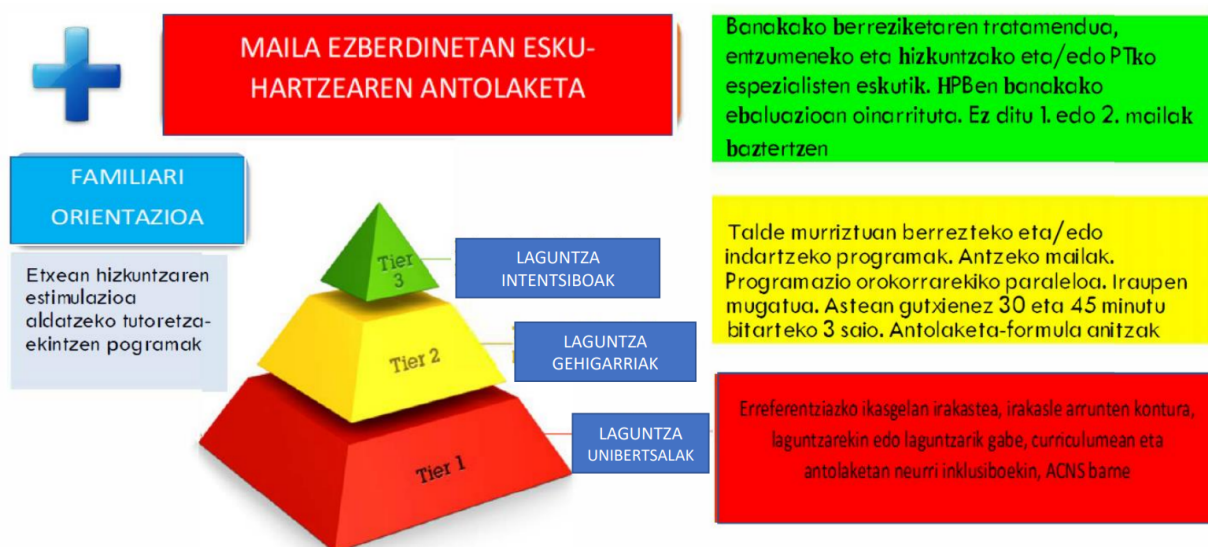 MAILA EZBERDINETAN ESKU-
HARTZEAREN ANTOLAKETA
FAMILIARI
ORIENTAZIOA
Etxean hizkuntzaren
estimulazioa
aldatzeko tutoretza-
ekintzen pogramak
Tier
3
Tier 2
Tier 1
LAGUNTZA
INTENTSIBOAK
LAGUNTZA
GEHIGARRIAK
LAGUNTZA
UNIBERTSALAK
Banakako berreziketaren tratamendua,
entzumeneko eta hizkuntzako eta/edo PTko
espezialisten eskutik. HPBen banakako
ebaluazioan oinarrituta. Ez ditu 1. edo 2. mailak
baztertzen
Talde murriztuan berrezteko eta/edo
indartzeko programak. Antzeko mailak.
Programazio orokorrarekiko paraleloa. Iraupen
mugatua. Astean gutxienez 30 eta 45 minutu
bitarteko 3 saio. Antolaketa-formula anitzak
Erreferentziazko ikasgelan irakastea, irakasle arrunten kontura,
laguntzarekin edo laguntzarik gabe, curriculumean eta
antolaketan neurri inklusiboekin, ACNS barne